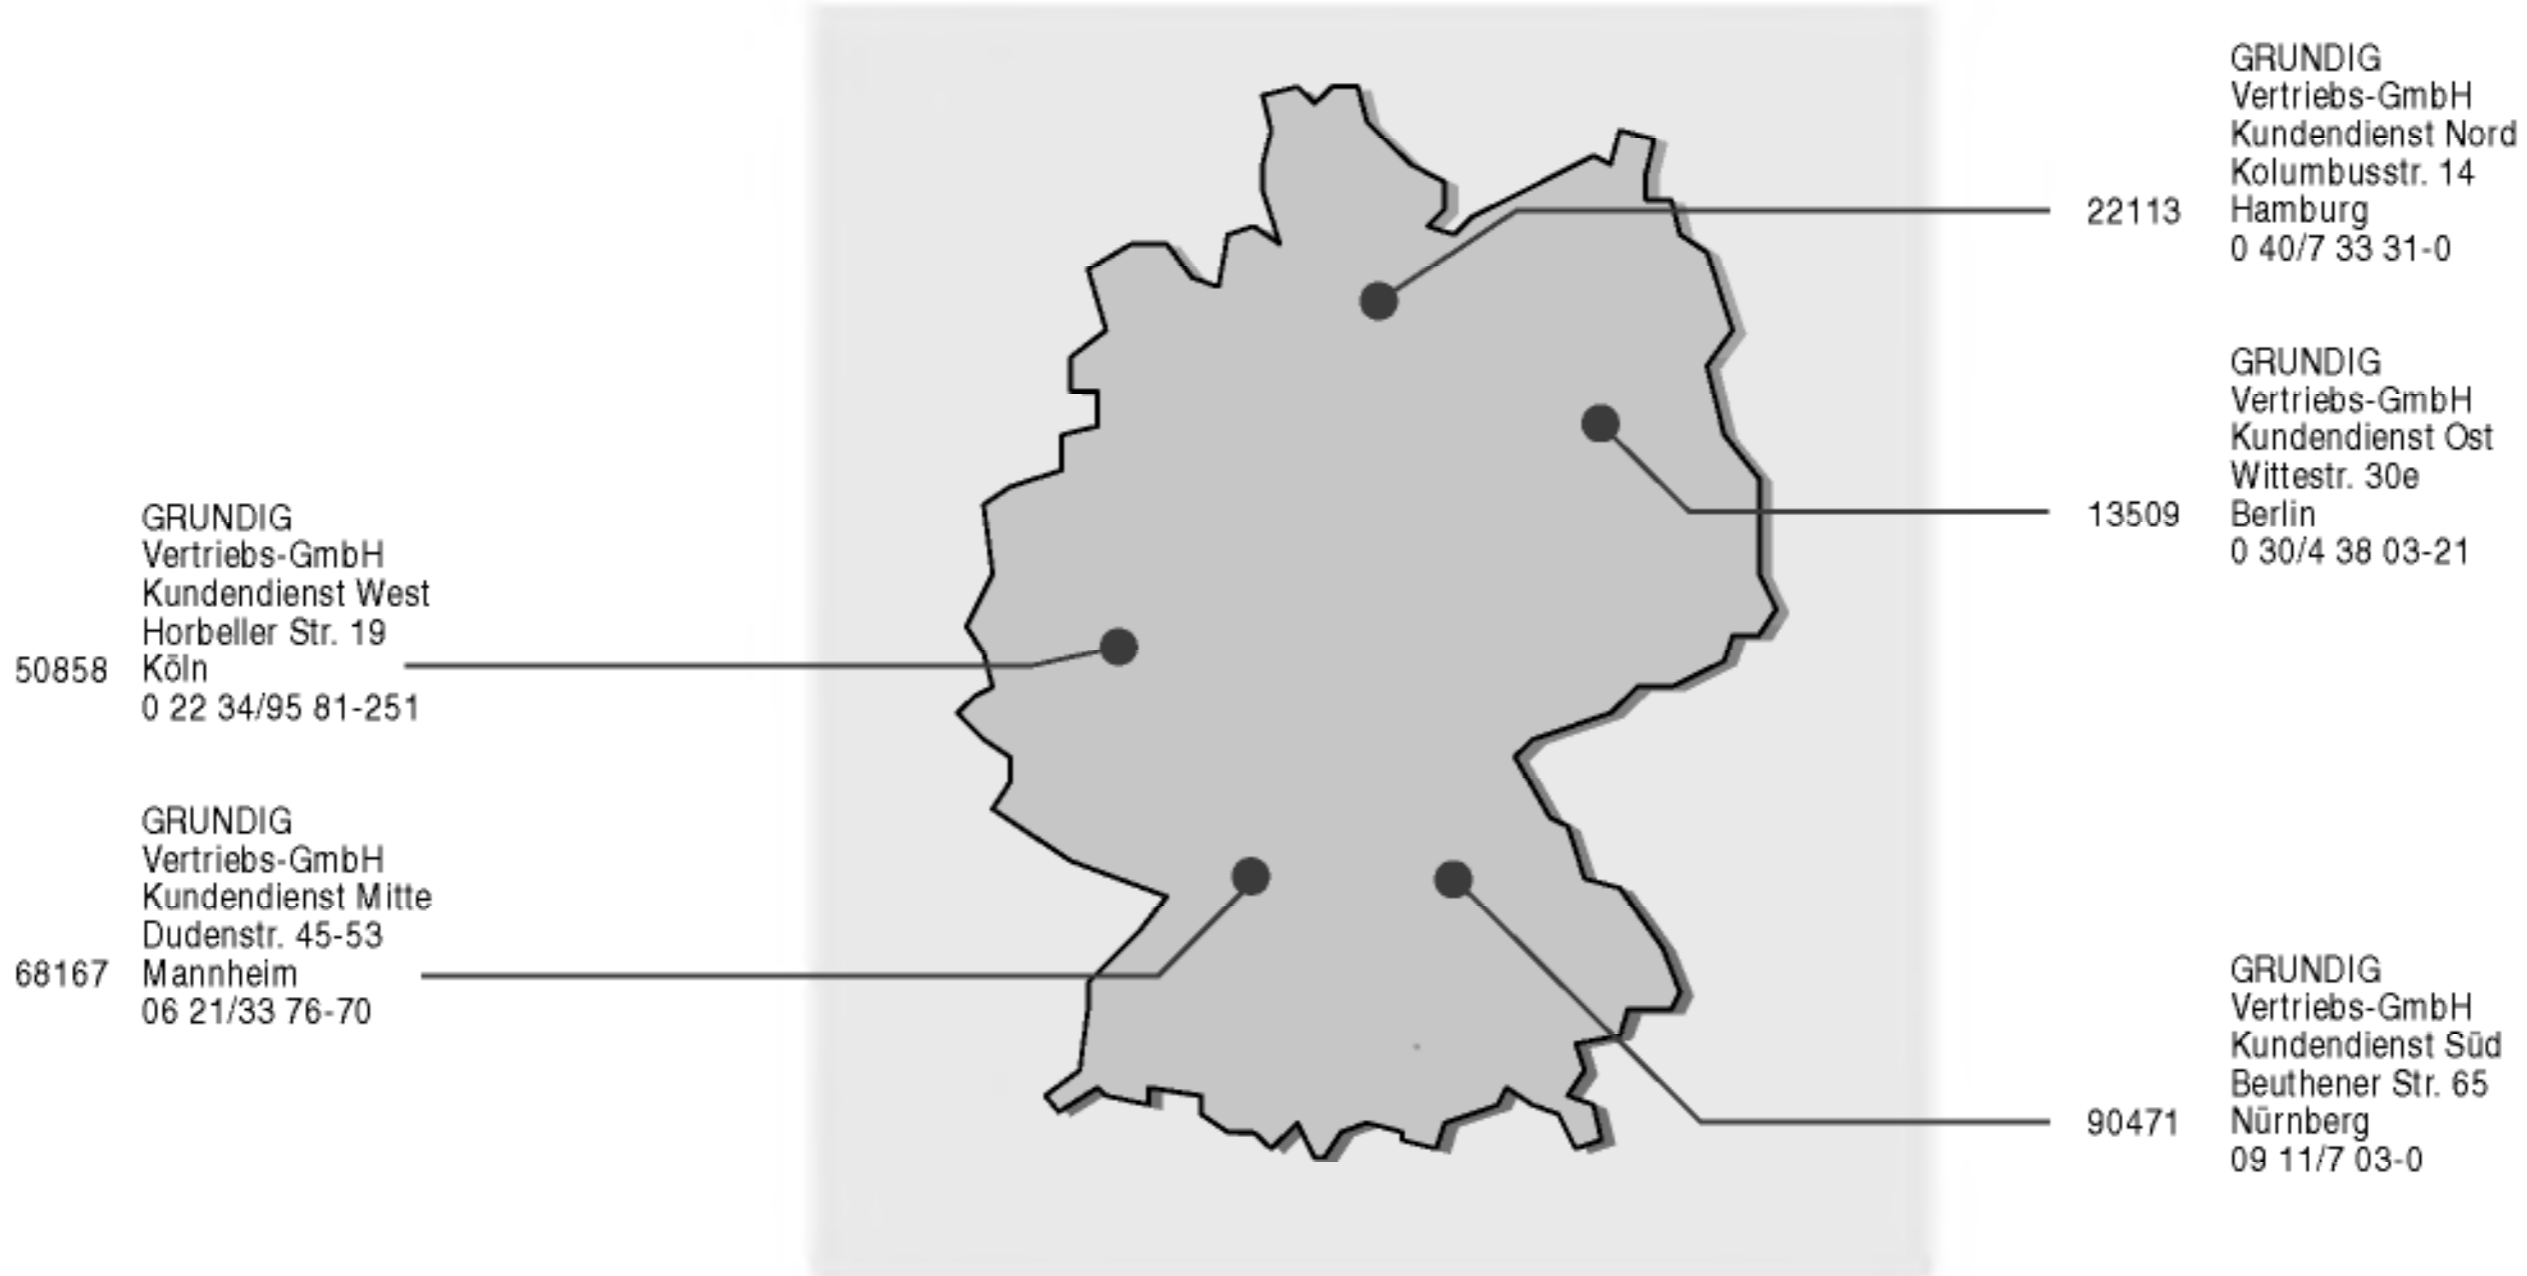 GRUNDIG
Vertriebs-GmbH
Kundendienst West
Horbeller Str. 19
50858 Köln
0 22 34/95 81-251
GRUNDIG
Vertriebs-GmbH
Kundendienst Mitte
Dudenstr. 45-53
68167 Mannheim
06 21/33 76-70
GRUNDIG
Vertriebs-GmbH
Kundendienst Nord
Kolumbusstr. 14
22113 Hamburg
0 40/7 33 31-0
GRUNDIG
Vertriebs-GmbH
Kundendienst Ost
Wittestr. 30e
13509 Berlin
0 30/4 38 03-21
GRUNDIG
Vertriebs-GmbH
Kundendienst Süd
Beuthener Str. 65
90471 Nürnberg
09 11/7 03-0